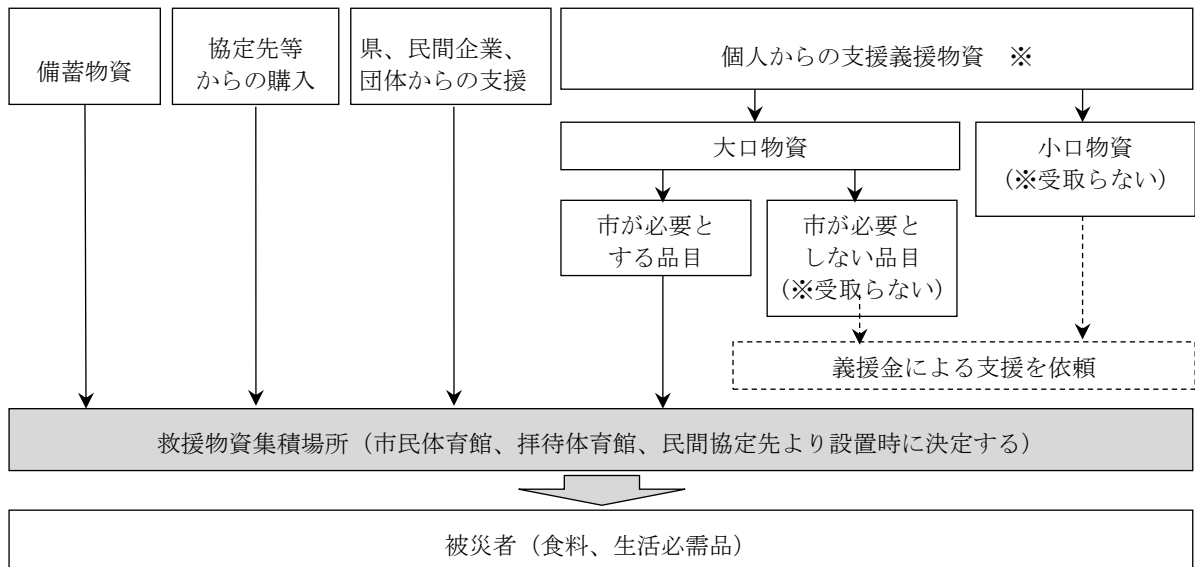 備蓄物資
協定先等
からの購入
県、民間企業、
団体からの支援
個人からの支援義援物資　※
大口物資
小口物資
（※受取らない）
市が必要と
する品目
市が必要と
しない品目
（※受取らない）
義援金による支援を依頼
救援物資集積場所（市民体育館、拝待体育館、民間協定先より設置時に決定する）
被災者（食料、生活必需品）